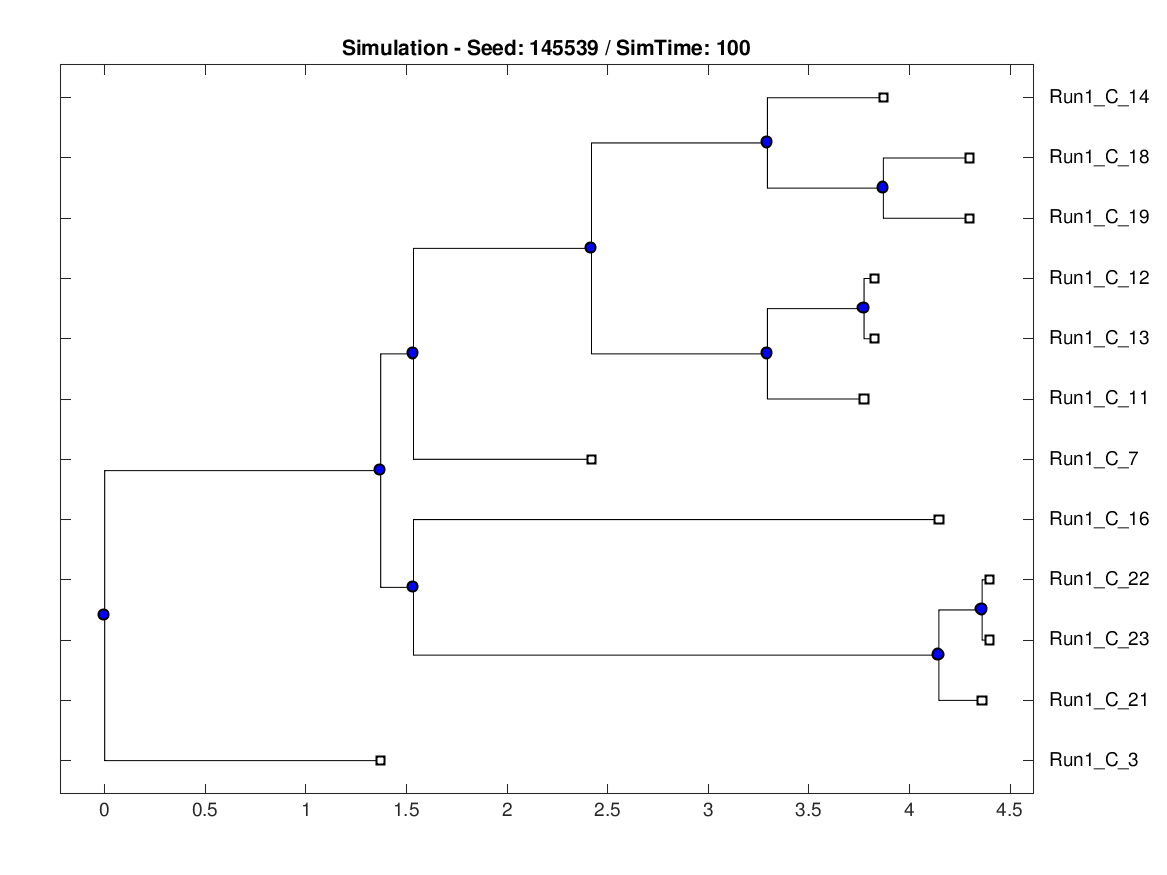 Simulation - Seed: 145539 / SimTime: 100
Run1_C_14
Run1_C_18
Run1_C_19
Run1_C_12
Run1_C_13
Run1_C_11
Run1_C_7
Run1_C_16
Run1_C_22
Run1_C_23
Run1_C_21
Run1_C_3
0 0.5 1 1.5 2 2.5 3 3.5 4 4.5